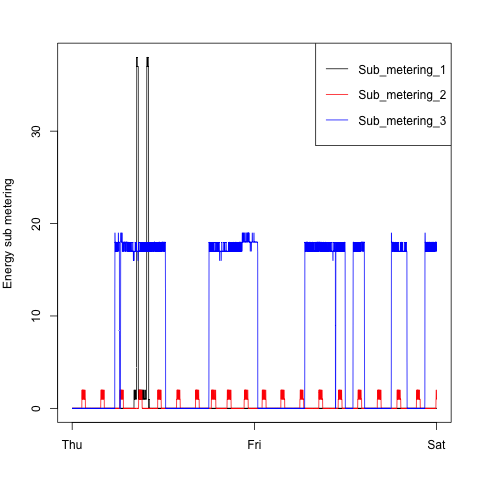 Sub_metering_1
Sub_metering_2
Sub_metering_3
Energy sub metering
30
20
10
0
Thu Fri Sat